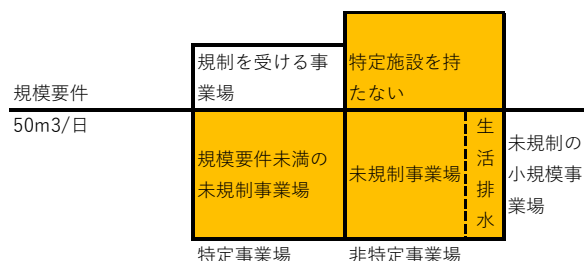 規制を受ける事
業場
特定施設を持
たない
規模要件
50m3/日
規模要件未満の
未規制事業場
未規制事業場
生
活
排
水
未規制の
小規模事
業場
特定事業場
非特定事業場